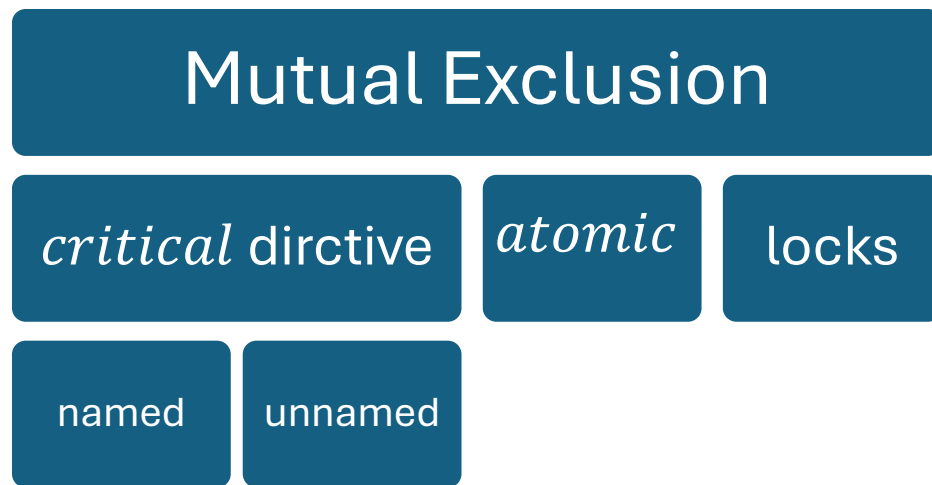 Mutual Exclusion
critical dirctive
atomic
locks
named
unnamed